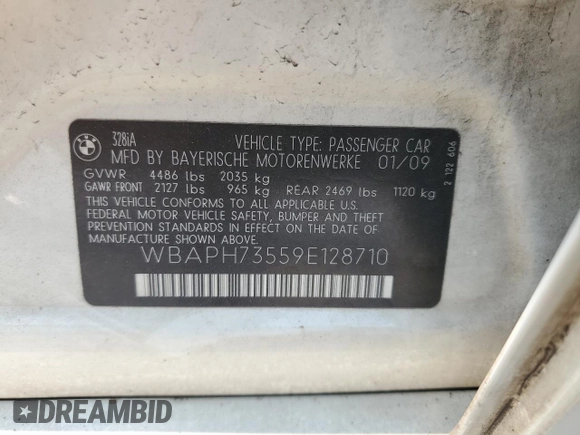 BMW
328iA
VEHICLE TYPE: PASSENGER CAR
MFD BY BAYERISCHE MOTORENWERKE 01/09
GVWR 4486 lbs 2035 kg
GAWR FRONT 2127 lbs 965 kg REAR 2469 lbs 1120 kg
THIS VEHICLE CONFORMS TO ALL APPLICABLE U.S.
FEDERAL MOTOR VEHICLE SAFETY, BUMPER AND THEFT
PREVENTION STANDARDS IN EFFECT ON THE DATE OF
MANUFACTURE SHOWN ABOVE.
WBAPH73559E128710
2 122 606
DREAMBID